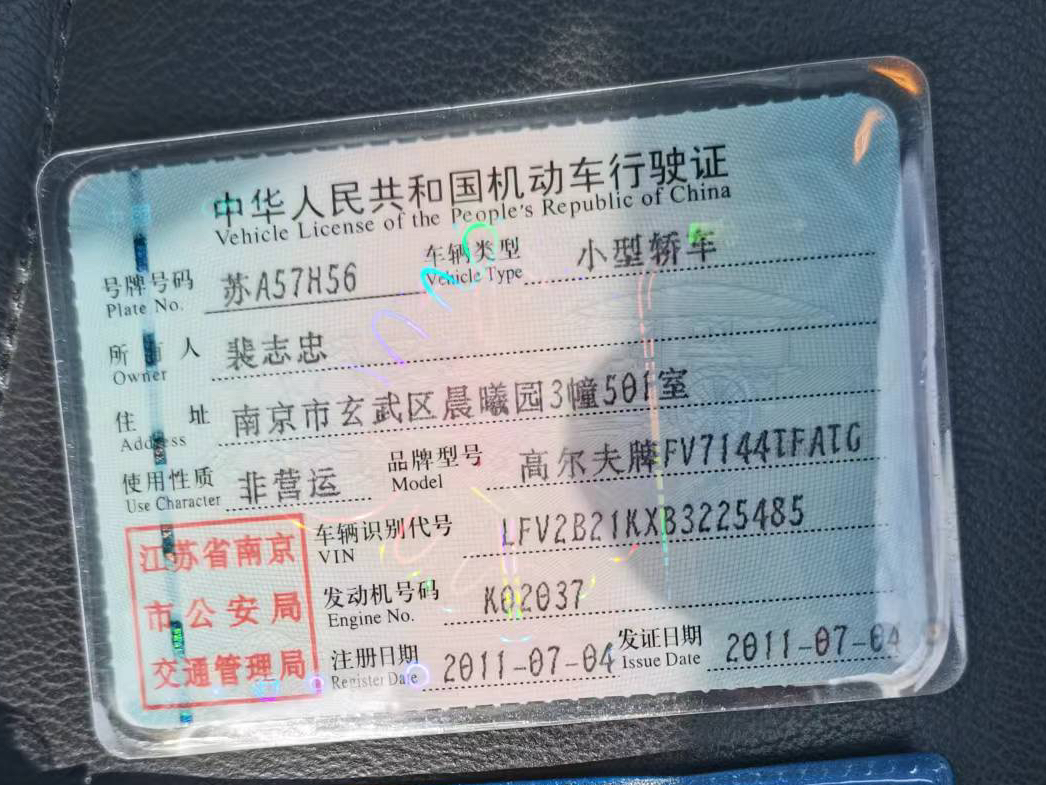 中华人民共和国机动车行驶证
Vehicle License of the People's Republic of China
号牌号码 苏A57H56 车辆类型 小型轿车
Plate No. Vehicle Type
所有人 裴志忠
Owner
住址 南京市玄武区晨曦园3幢501室
Address
使用性质 非营运 品牌型号 高尔夫牌FV7144TFATG
Use Character Model
江苏省南京
市公安局
交通管理局
车辆识别代号 LFV2B21KXB3225485
VIN
发动机号码 K02037
Engine No.
注册日期 2011-07-04 发证日期 2011-07-04
Register Date Issue Date